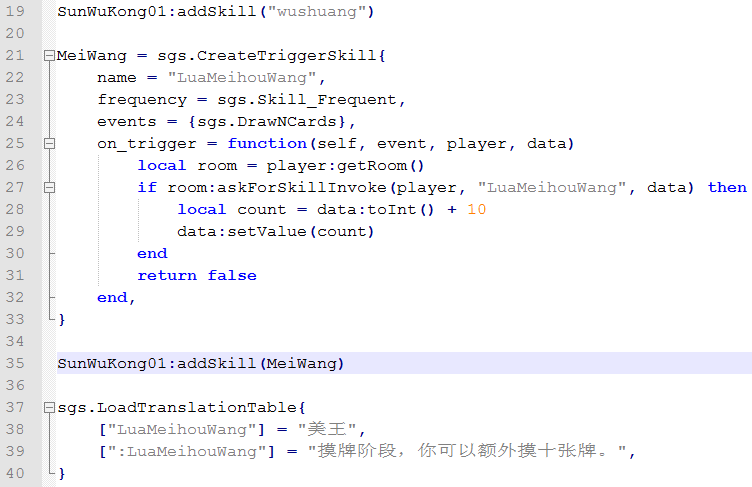 19 SunWuKong01:addSkill("wushuang")
20
21 MeiWang = sgs.CreateTriggerSkill{
22     name = "LuaMeihouWang",
23     frequency = sgs.Skill_Frequent,
24     events = {sgs.DrawNCards},
25     on_trigger = function(self, event, player, data)
26         local room = player:getRoom()
27         if room:askForSkillInvoke(player, "LuaMeihouWang", data) then
28             local count = data:toInt() + 10
29             data:setValue(count)
30         end
31         return false
32     end,
33 }
34
35 SunWuKong01:addSkill(MeiWang)
36
37 sgs.LoadTranslationTable{
38     ["LuaMeihouWang"] = "美王",
39     [":LuaMeihouWang"] = "摸牌阶段，你可以额外摸十张牌。",
40 }